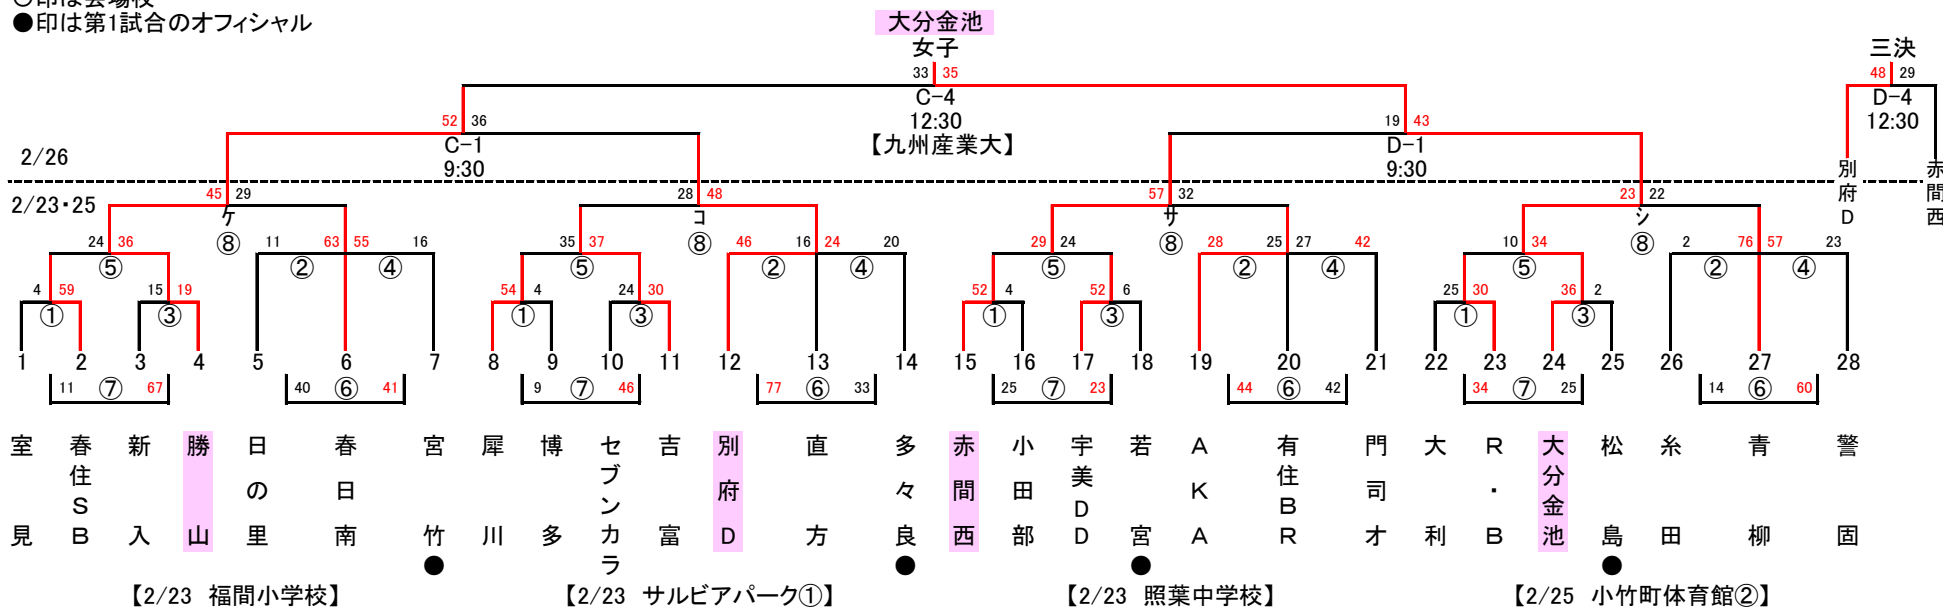 ○印は会場校
●印は第1試合のオフィシャル
大分金池
女子
三決
33 35
48 29
C-4
D-4
12:30
12:30
52 36
【九州産業大】
19 43
C-1
D-1
2/26
9:30
9:30
別府D
赤間西
45 29
28 48
57 32
23 22
2/23・25
ケ
コ
サ
シ
⑧
⑧
⑧
⑧
24 36
11 63 55 16
35 37
46 16 24 20
29 24
28 25 27 42
10 34
2 76 57 23
⑤ ② ④ ⑤ ② ④ ⑤ ② ④ ⑤ ② ④
4 59 15 19
54 4 24 30
52 4 52 6
25 30 36 2
① ③ ① ③ ① ③ ① ③
1 2 3 4 5 6 7 8 9 10 11 12 13 14 15 16 17 18 19 20 21 22 23 24 25 26 27 28
11 ⑦ 67
40 ⑥ 41
9 ⑦ 46
77 ⑥ 33
25 ⑦ 23
44 ⑥ 42
34 ⑦ 25
14 ⑥ 60
室見
春住SB
新入
勝山
日の里
春日南
宮竹●
犀川
博多
セブンカラ
吉富
別府D
直方
多々良●
赤間西
小田部
宇美DD
若宮●
AKA
有住BR
門司才
大利
R・B
大分金池
松島●
糸田
青柳
警固
【2/23 福間小学校】
【2/23 サルビアパーク①】
【2/23 照葉中学校】
【2/25 小竹町体育館②】